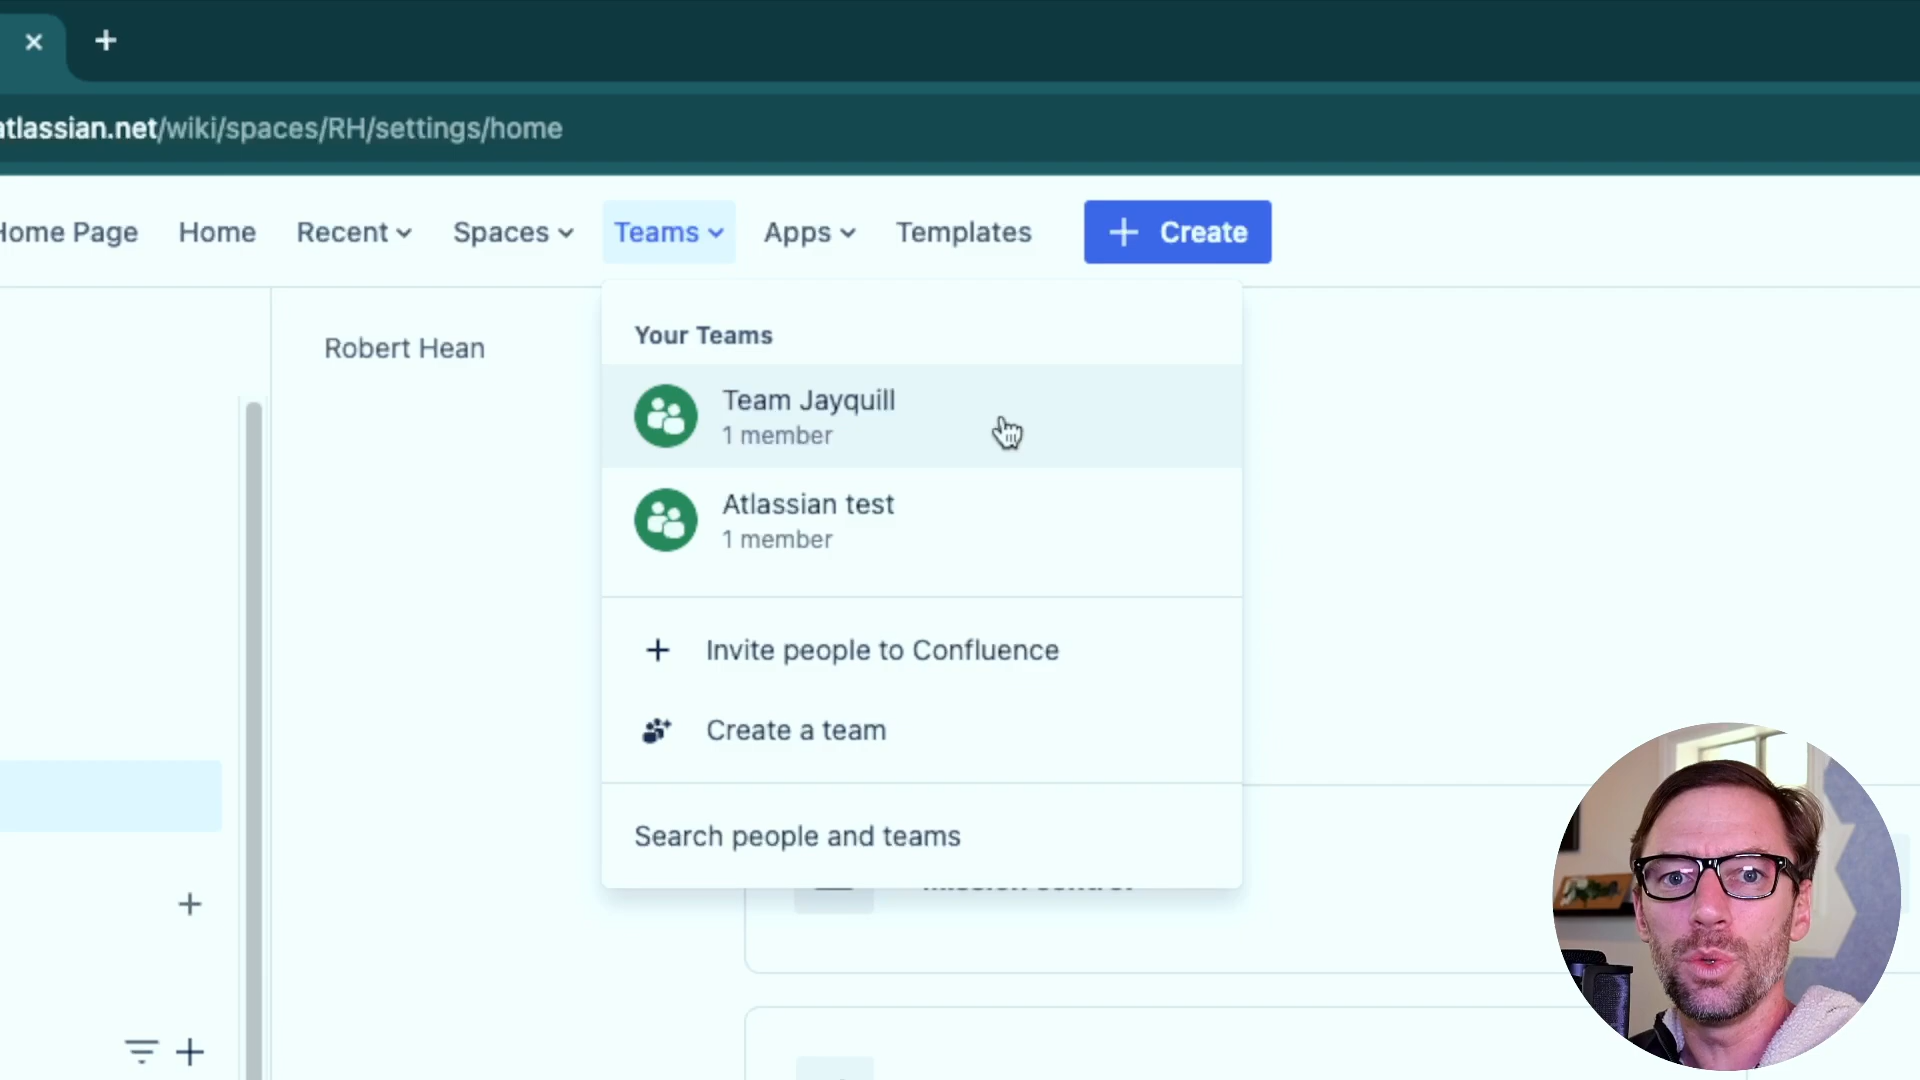 atlassian.net/wiki/spaces/RH/settings/home
Home Page Home Recent Spaces Teams Apps Templates + Create
Robert Hean
Your Teams
Team Jayquill
1 member
Atlassian test
1 member
+ Invite people to Confluence
Create a team
Search people and teams